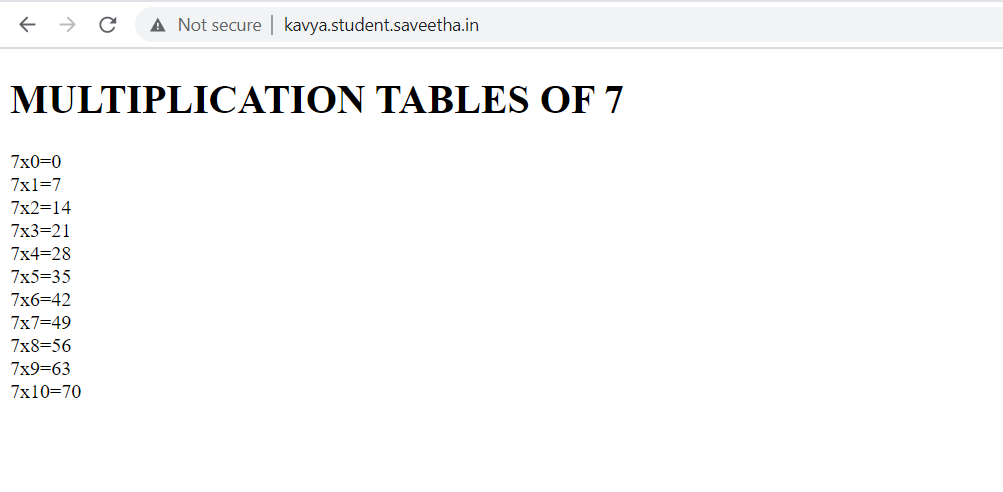 Not secure | kavya.student.saveetha.in
MULTIPLICATION TABLES OF 7
7x0=0
7x1=7
7x2=14
7x3=21
7x4=28
7x5=35
7x6=42
7x7=49
7x8=56
7x9=63
7x10=70